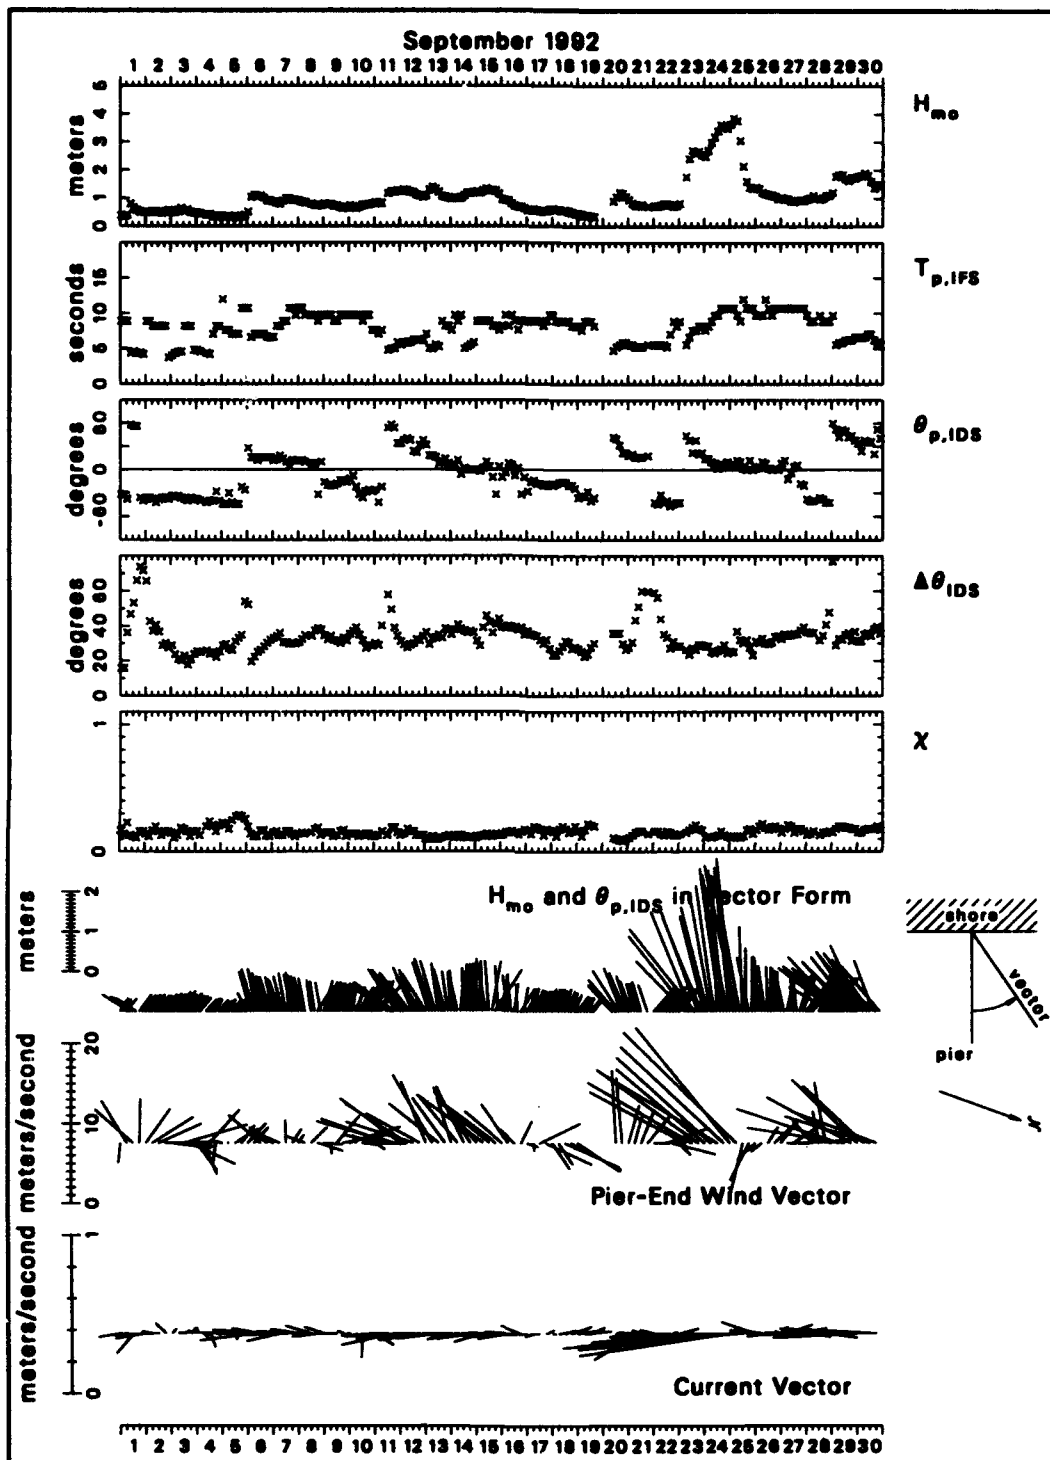 September 1992
1 2 3 4 5 6 7 8 9 10 11 12 13 14 15 16 17 18 19 20 21 22 23 24 25 26 27 28 29 30
5
4
3
2
1
0
meters
Hmo
15
10
5
0
seconds
Tp,IFS
60
0
-60
degrees
θp,IDS
60
40
20
0
degrees
Δθ IDS
1
0
χ
2
1
0
meters
Hmo and θp,IDS in Vector Form
shore
vector
pier
N
20
10
0
meters/second
Pier-End Wind Vector
1
0
meters/second
Current Vector
1 2 3 4 5 6 7 8 9 10 11 12 13 14 15 16 17 18 19 20 21 22 23 24 25 26 27 28 29 30